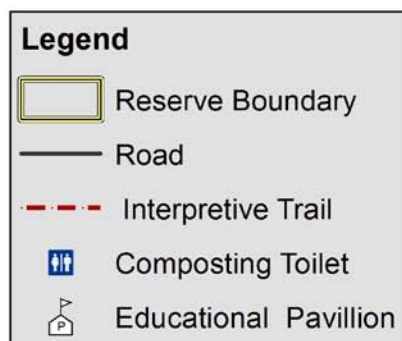 Legend
Reserve Boundary
Road
Interpretive Trail
Composting Toilet
P
Educational Pavillion